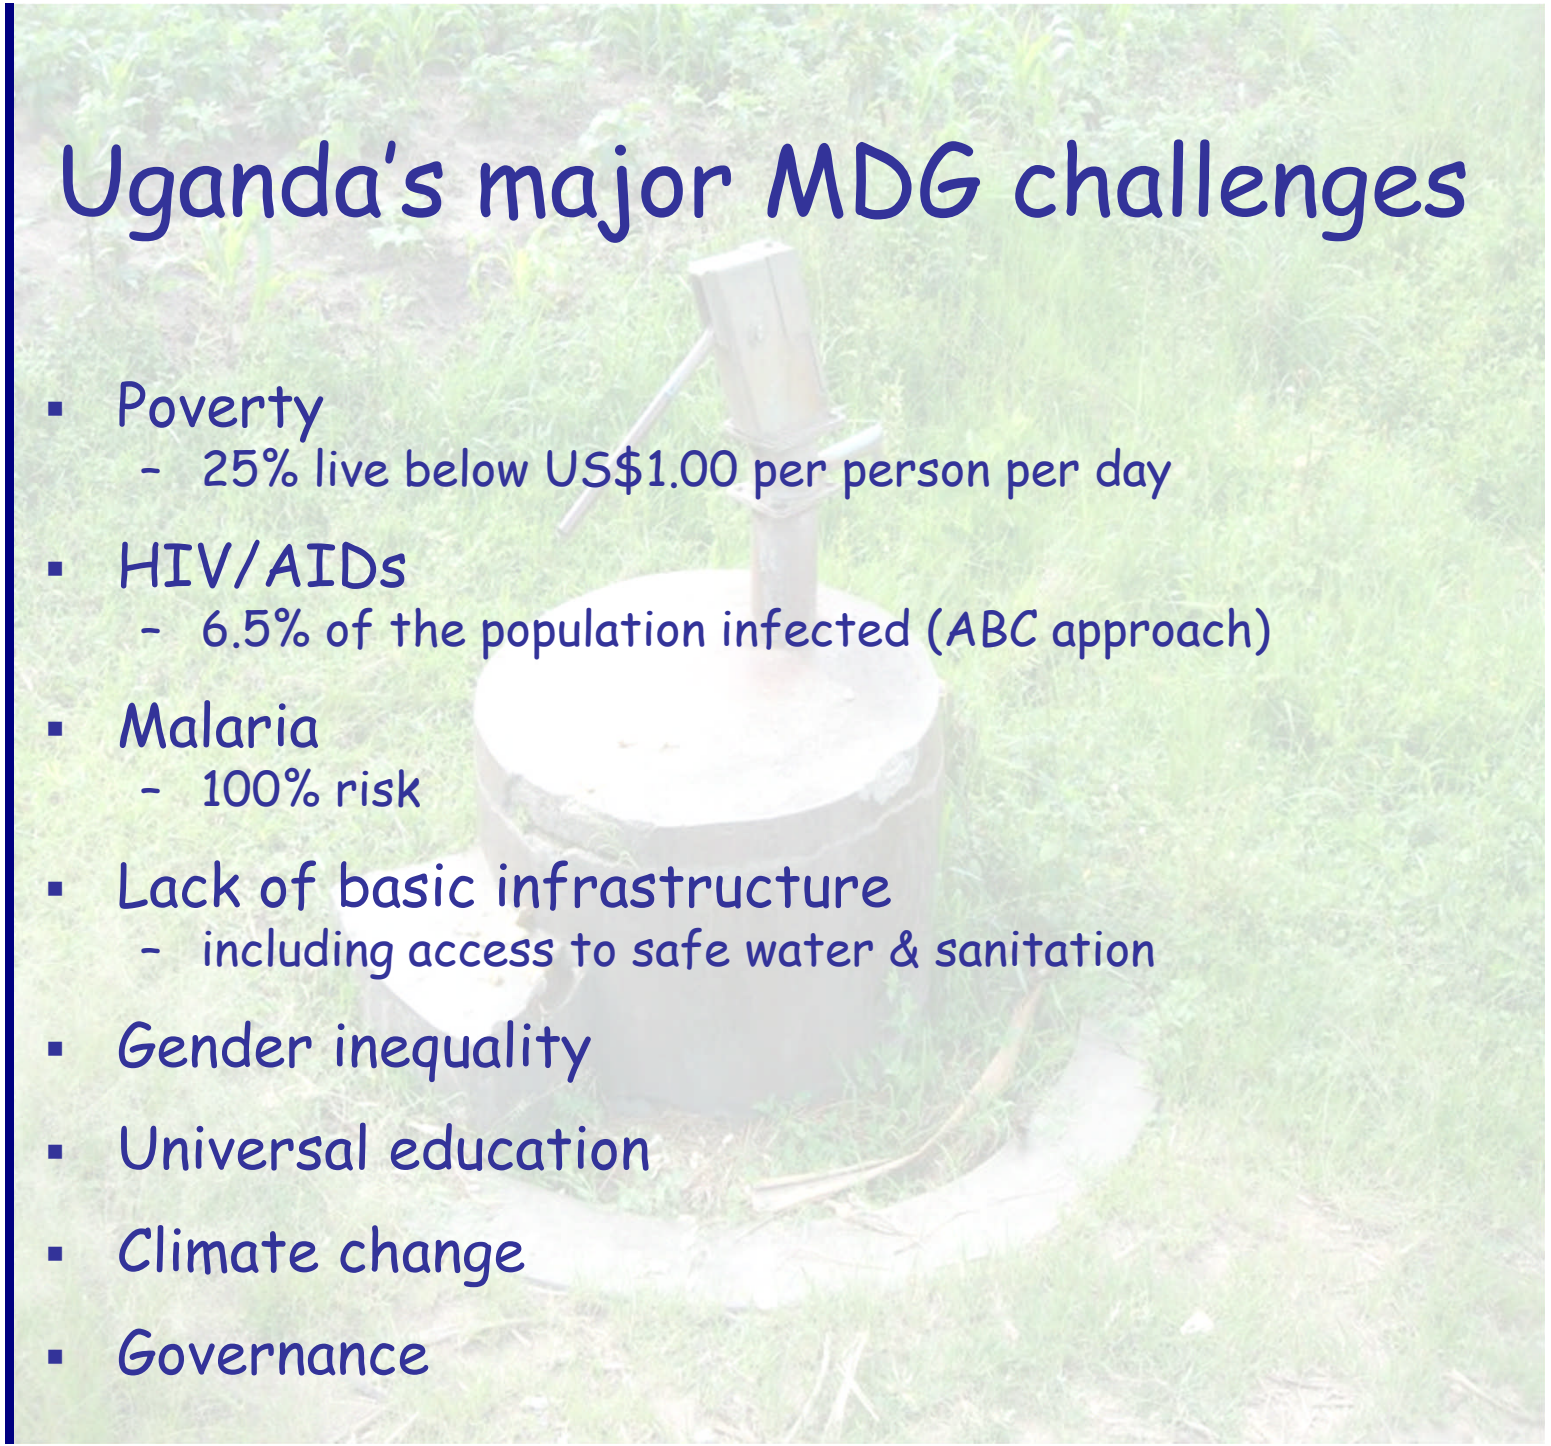 Uganda's major MDG challenges
▪ Poverty
– 25% live below US$1.00 per person per day
▪ HIV/AIDs
– 6.5% of the population infected (ABC approach)
▪ Malaria
– 100% risk
▪ Lack of basic infrastructure
– including access to safe water & sanitation
▪ Gender inequality
▪ Universal education
▪ Climate change
▪ Governance